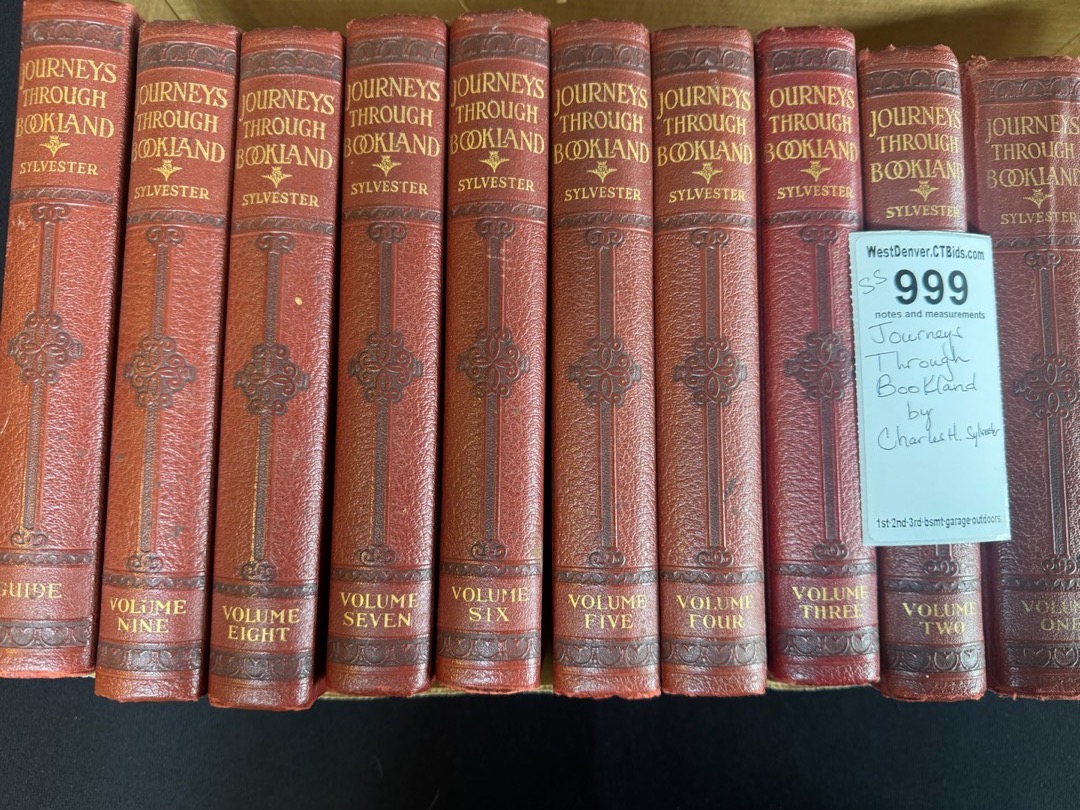 JOURNEYS
THROUGH
BOOKLAND
SYLVESTER
GUIDE
JOURNEYS
THROUGH
BOOKLAND
SYLVESTER
VOLUME
NINE
JOURNEYS
THROUGH
BOOKLAND
SYLVESTER
VOLUME
EIGHT
JOURNEYS
THROUGH
BOOKLAND
SYLVESTER
VOLUME
SEVEN
JOURNEYS
THROUGH
BOOKLAND
SYLVESTER
VOLUME
SIX
JOURNEYS
THROUGH
BOOKLAND
SYLVESTER
VOLUME
FIVE
JOURNEYS
THROUGH
BOOKLAND
SYLVESTER
VOLUME
FOUR
JOURNEYS
THROUGH
BOOKLAND
SYLVESTER
VOLUME
THREE
JOURNEYS
THROUGH
BOOKLAND
SYLVESTER
VOLUME
TWO
JOURNEYS
THROUGH
BOOKLAND
SYLVESTER
VOLUME
ONE
WestDenver.CTBids.com
SS 999
notes and measurements
Journeys
Through
Bookland
by
Charles H. Sylvester
1st·2nd·3rd·bsmt·garage·outdoors